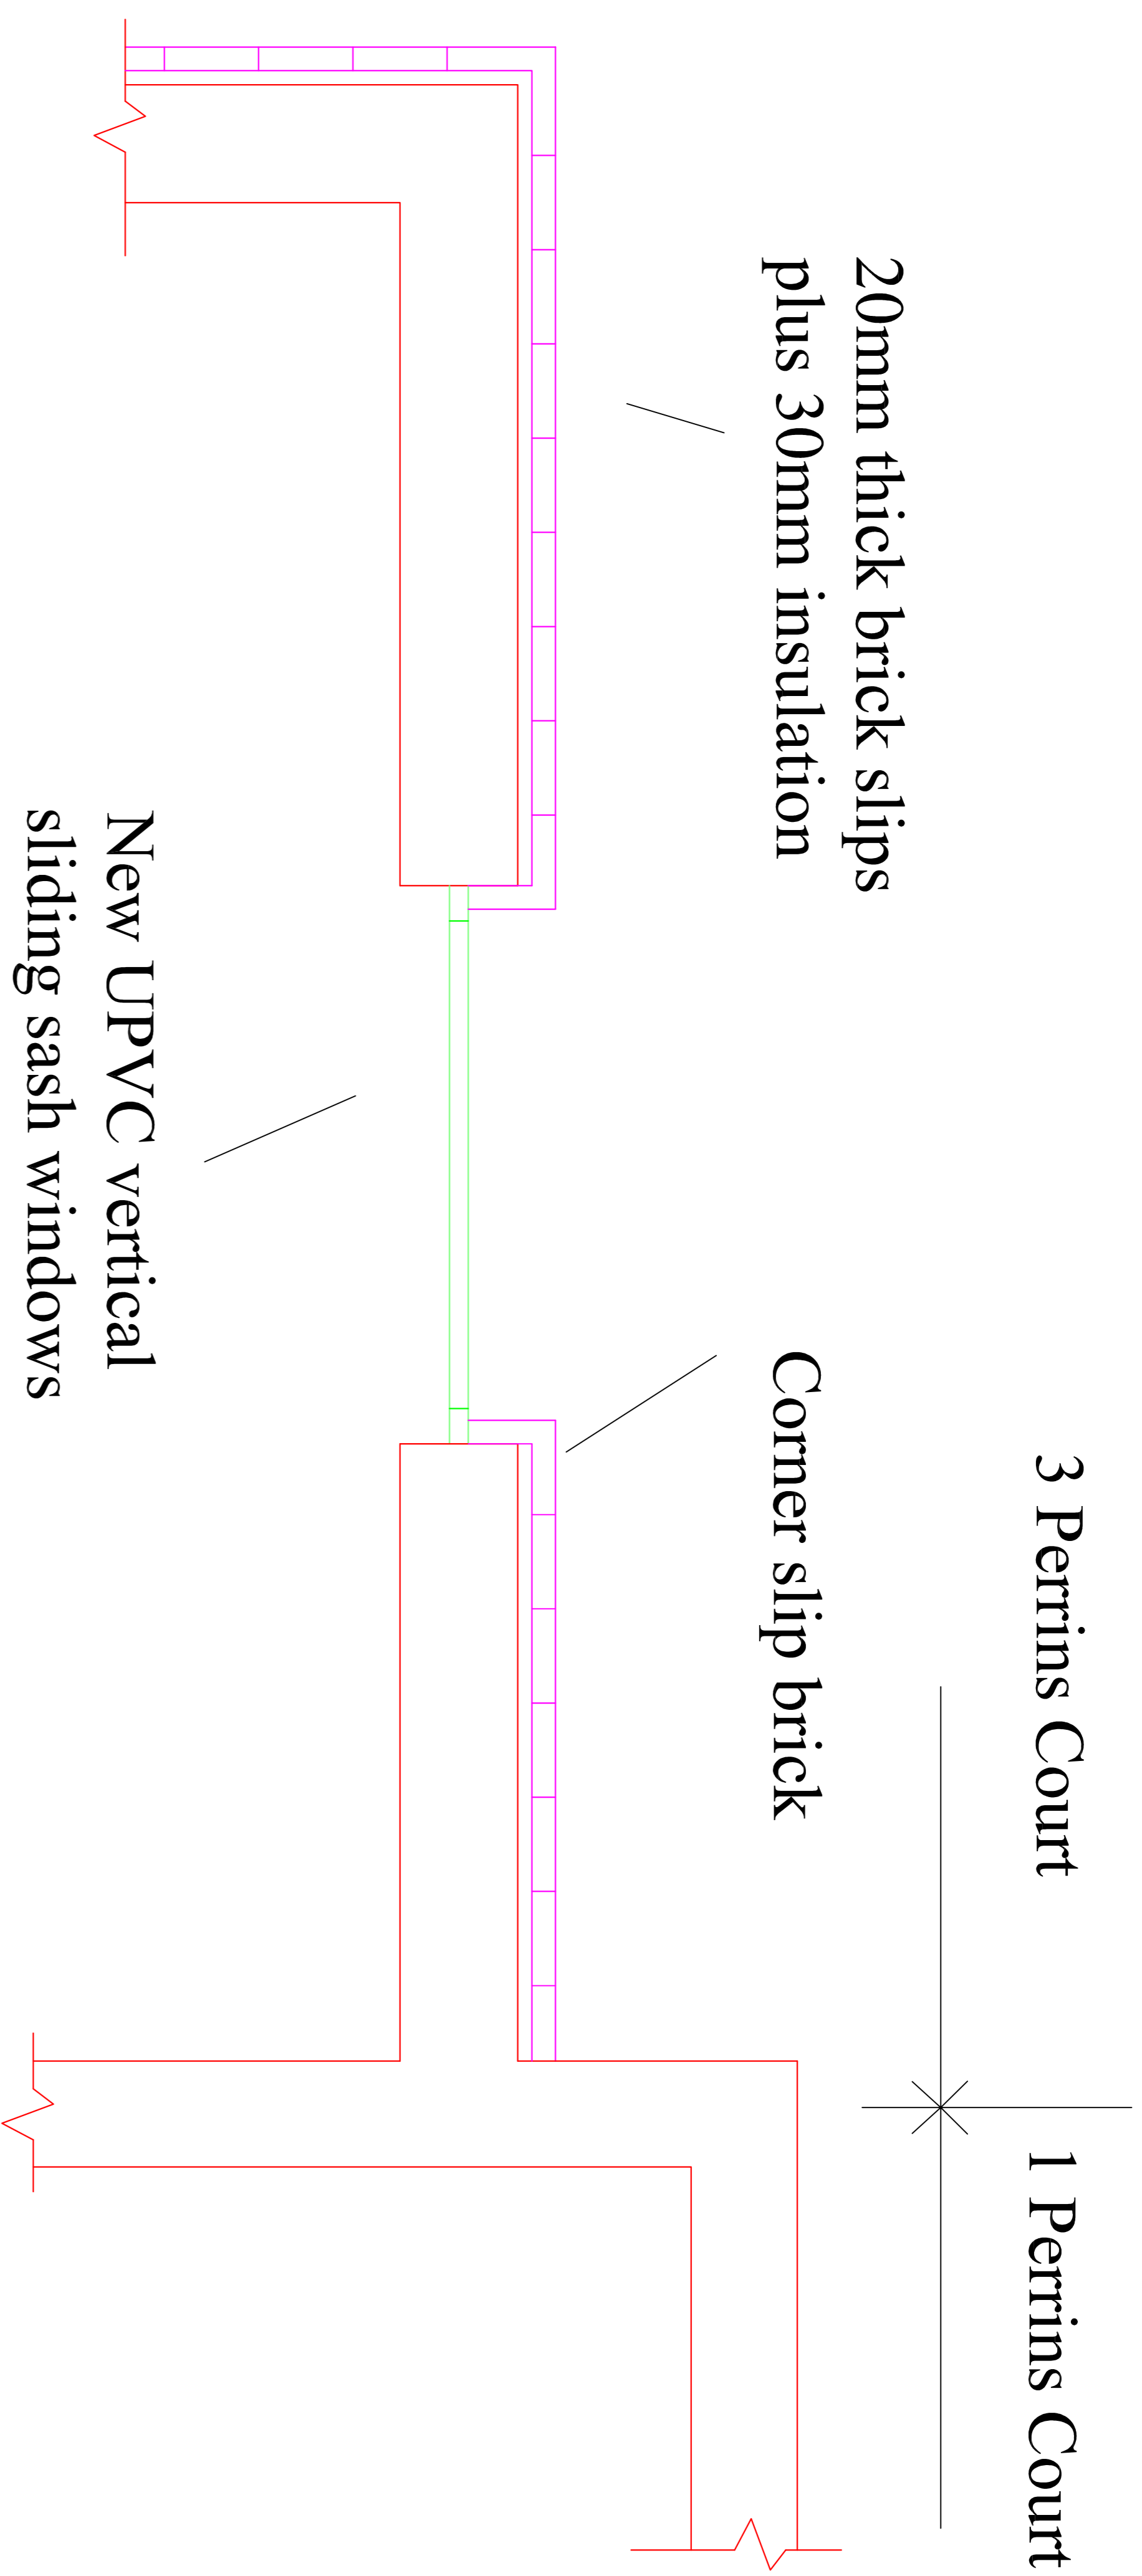 3 Perrins Court
1 Perrins Court
20mm thick brick slips
plus 30mm insulation
Corner slip brick
New UPVC vertical
sliding sash windows